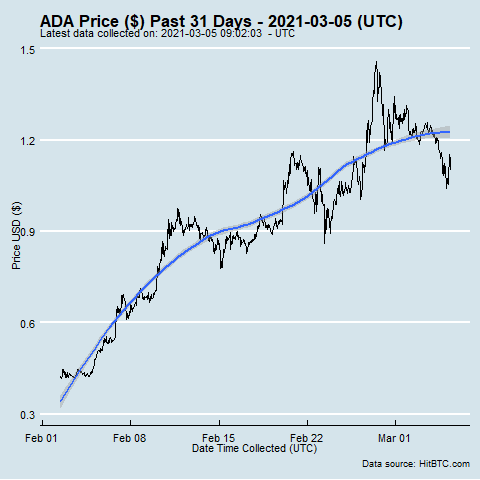 ADA Price ($) Past 31 Days - 2021-03-05 (UTC)
Latest data collected on: 2021-03-05 09:02:03 - UTC
1.5
1.2
0.9
0.6
0.3
Price USD ($)
Feb 01 Feb 08 Feb 15 Feb 22 Mar 01
Date Time Collected (UTC)
Data source: HitBTC.com